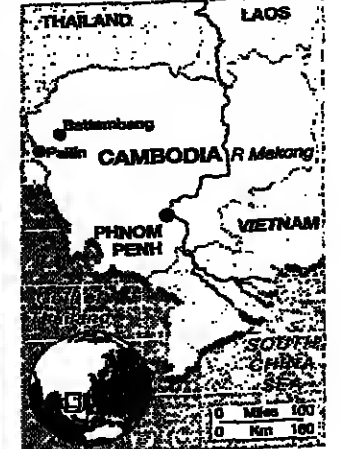 THAILAND
LAOS
Battambang
Pailin
CAMBODIA
R Mekong
PHNOM
PENH
VIETNAM
SOUTH
CHINA
SEA
0 Miles 100
0 Km 160